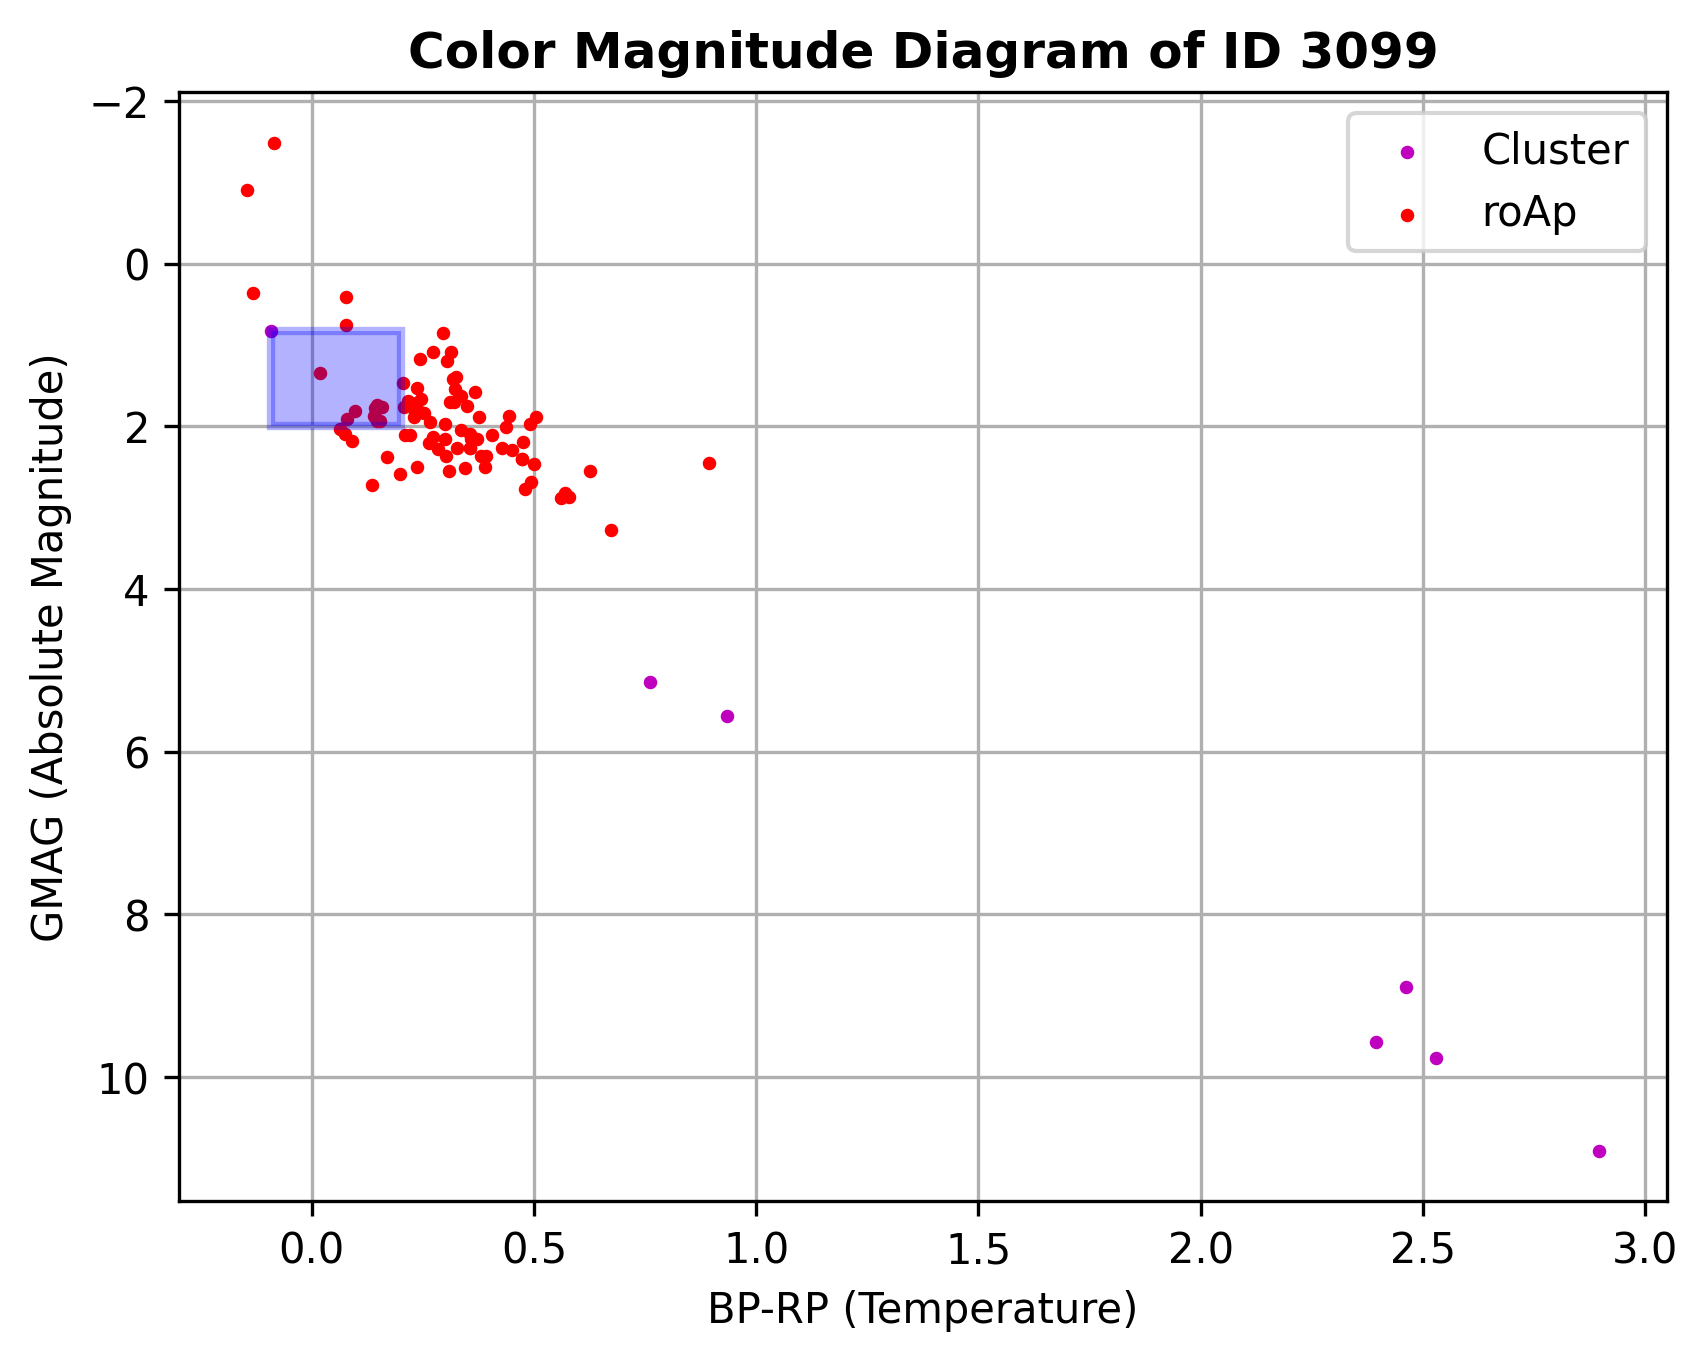 Color Magnitude Diagram of ID 3099
Cluster
roAp
GMAG (Absolute Magnitude)
−2
0
2
4
6
8
10
0.0 0.5 1.0 1.5 2.0 2.5 3.0
BP-RP (Temperature)